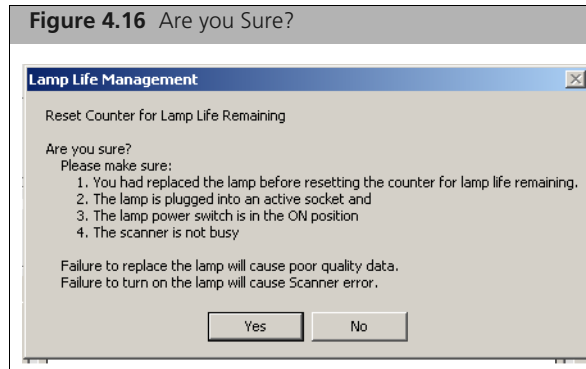 Figure 4.16 Are you Sure?
Lamp Life Management
Reset Counter for Lamp Life Remaining
Are you sure?
Please make sure:
1. You had replaced the lamp before resetting the counter for lamp life remaining.
2. The lamp is plugged into an active socket and
3. The lamp power switch is in the ON position
4. The scanner is not busy
Failure to replace the lamp will cause poor quality data.
Failure to turn on the lamp will cause Scanner error.
Yes No